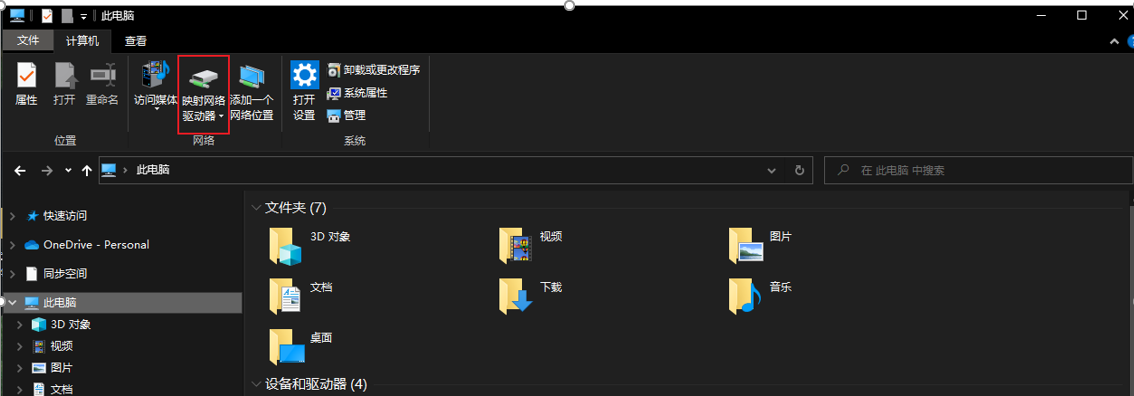 此电脑
文件
计算机
查看
属性
打开
重命名
访问媒体
映射网络
驱动器
添加一个
网络位置
打开
设置
卸载或更改程序
系统属性
管理
位置
网络
系统
此电脑
在 此电脑 中搜索
快速访问
OneDrive - Personal
同步空间
此电脑
3D 对象
视频
图片
文档
文件夹 (7)
3D 对象
视频
图片
文档
下载
音乐
桌面
设备和驱动器 (4)